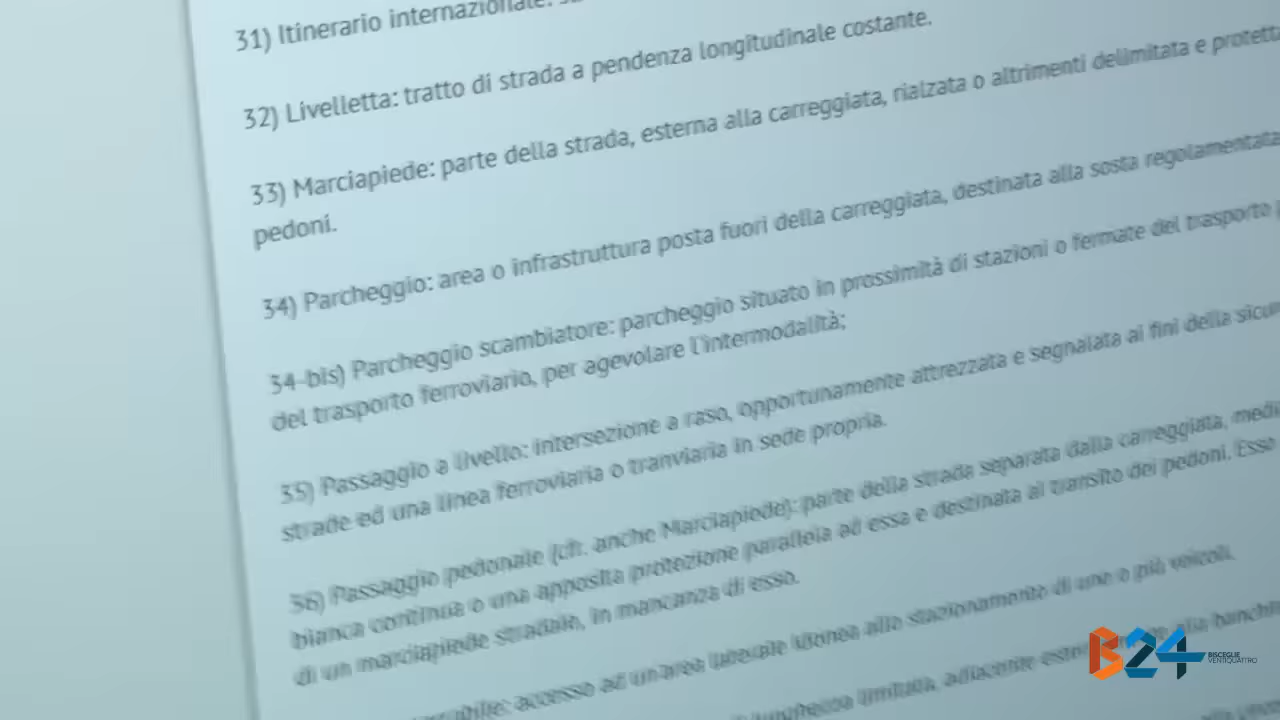 31) Itinerario internazionale:
32) Livelletta: tratto di strada a pendenza longitudinale costante.
33) Marciapiede: parte della strada, esterna alla carreggiata, rialzata o altrimenti delimitata e protetta
pedoni.
34) Parcheggio: area o infrastruttura posta fuori della carreggiata, destinata alla sosta regolamentata
34-bis) Parcheggio scambiatore: parcheggio situato in prossimità di stazioni o fermate del trasporto
del trasporto ferroviario, per agevolare l'intermodalità;
35) Passaggio a livello: intersezione a raso, opportunamente attrezzata e segnalata ai fini della
strade ed una linea ferroviaria o tranviaria in sede propria.
36) Passaggio pedonale (cfr. anche Marciapiede): parte della strada separata dalla carreggiata,
bianca continua o una apposita protezione parallela ad essa e destinata al transito dei pedoni. Esso
di un marciapiede stradale, in mancanza di esso.
accesso ad un'area laterale idonea allo stazionamento di uno o più veicoli.
lunghezza limitata, adiacente alla
B24 BISCEGLIE
VENTIQUATTRO